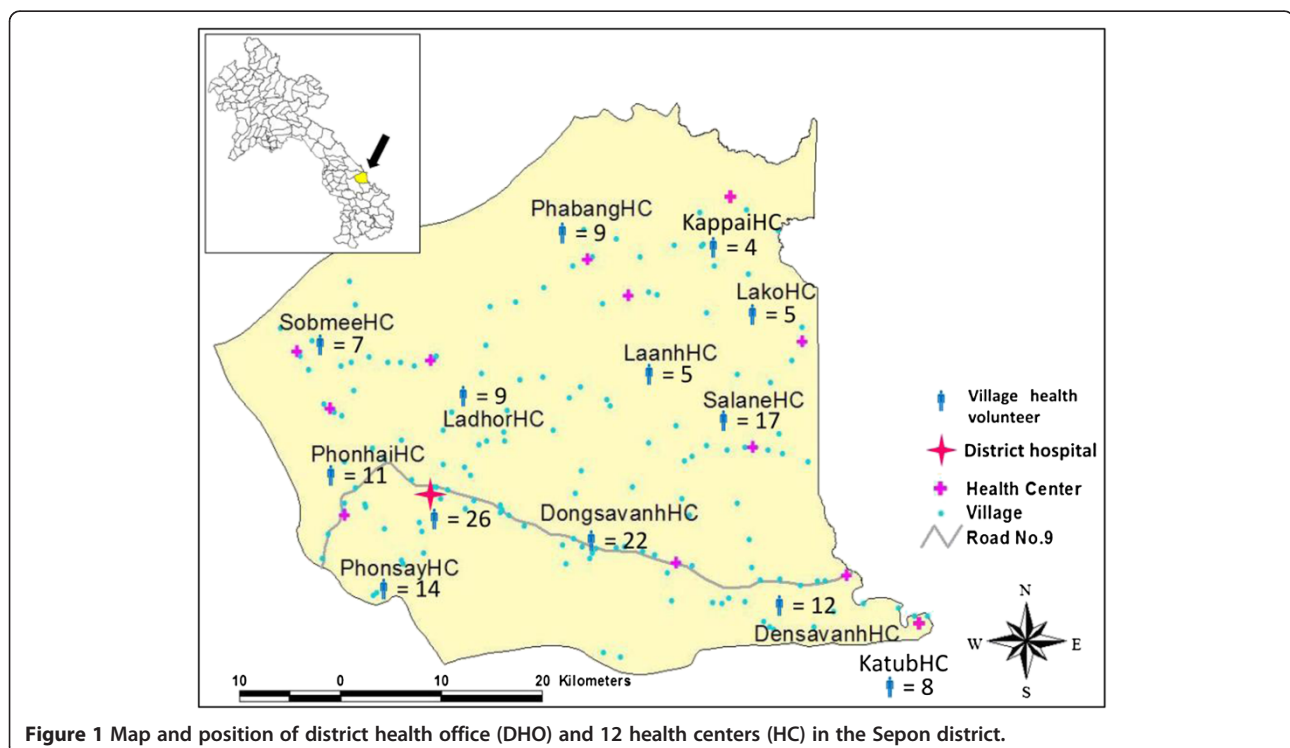 PhabangHC
= 9
KappaiHC
= 4
LakoHC
= 5
SobmeeHC
= 7
LaanhHC
= 5
= 9
LadhorHC
SalaneHC
= 17
PhonhaiHC
= 11
= 26
DongsavanhHC
= 22
PhonsayHC
= 14
= 12
DensavanhHC
KatubHC
= 8
Village health
volunteer
District hospital
Health Center
Village
Road No.9
N
W E
S
10 0 10 20 Kilometers
Figure 1 Map and position of district health office (DHO) and 12 health centers (HC) in the Sepon district.